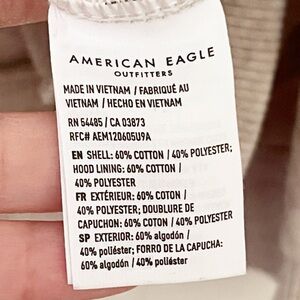 AMERICAN EAGLE
OUTFITTERS
MADE IN VIETNAM / FABRIQUÉ AU
VIETNAM / HECHO EN VIETNAM
RN 54485 / CA 03873
RFC# AEM120605U9A
EN SHELL: 60% COTTON / 40% POLYESTER;
HOOD LINING: 60% COTTON /
40% POLYESTER
FR EXTÉRIEUR: 60% COTON /
40% POLYESTER; DOUBLURE DE
CAPUCHON: 60% COTON / 40% POLYESTER
SP EXTERIOR: 60% algodón /
40% poliéster; FORRO DE LA CAPUCHA:
60% algodón / 40% poliéster